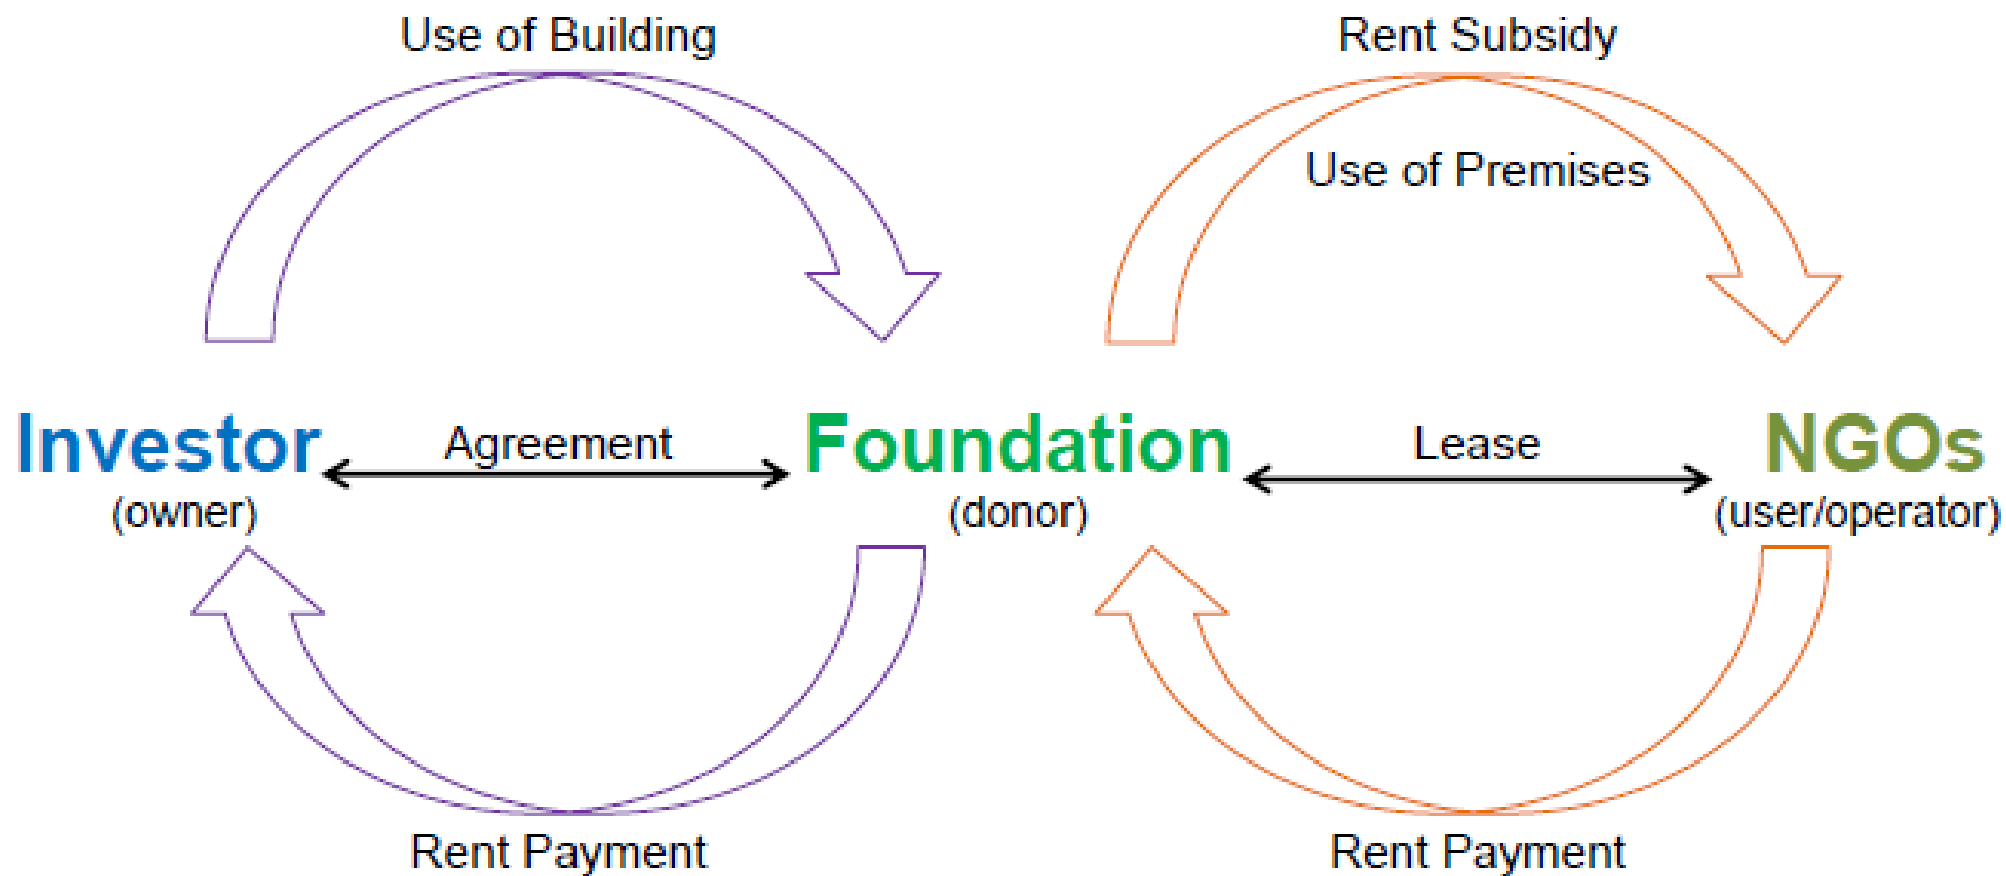 Use of Building
Rent Subsidy
Use of Premises
Investor
(owner)
Agreement
Foundation
(donor)
Lease
NGOs
(user/operator)
Rent Payment
Rent Payment